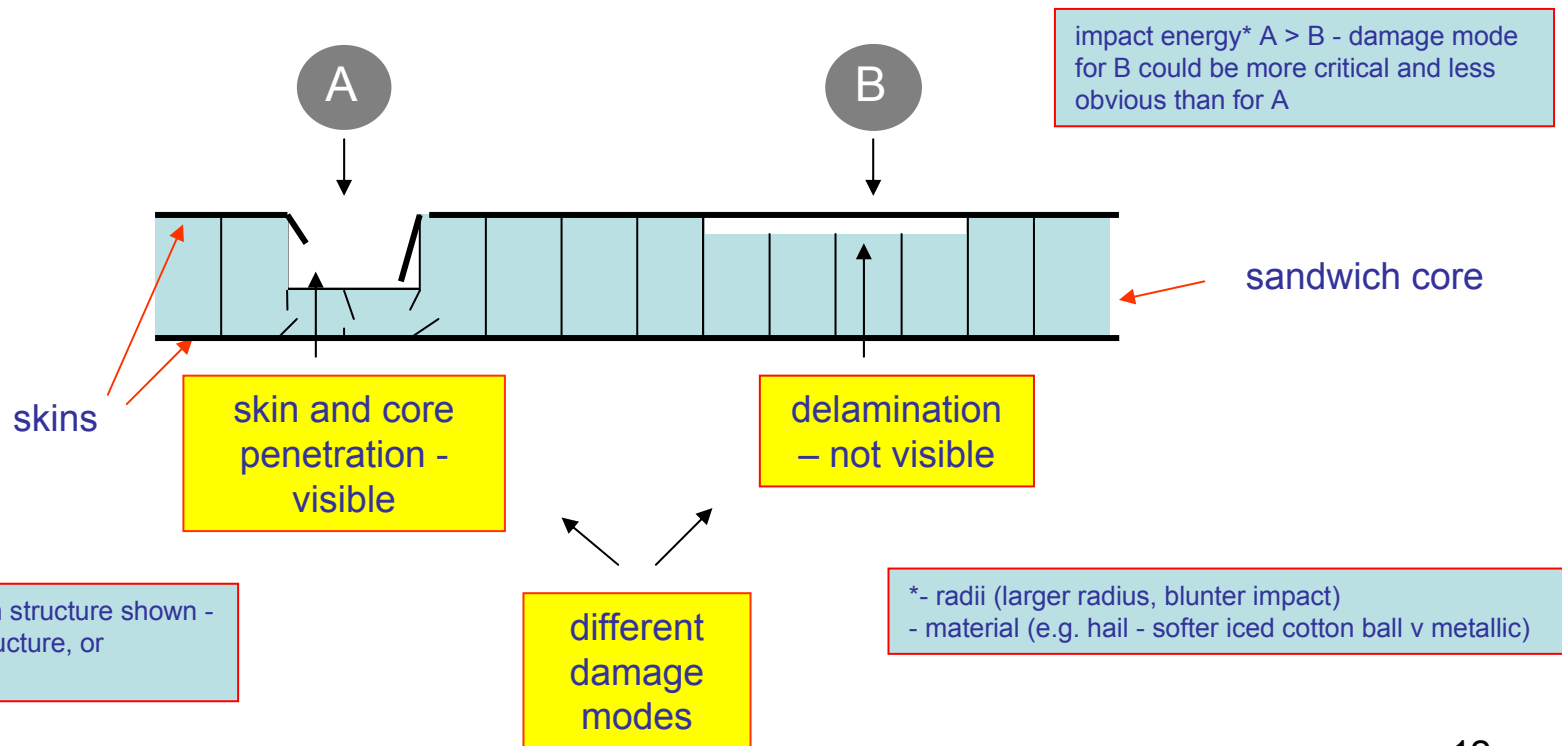 impact energy* A > B - damage mode
for B could be more critical and less
obvious than for A
A
B
sandwich core
skins
skin and core
penetration -
visible
delamination
– not visible
structure shown -
ucture, or
different
damage
modes
*- radii (larger radius, blunter impact)
- material (e.g. hail - softer iced cotton ball v metallic)